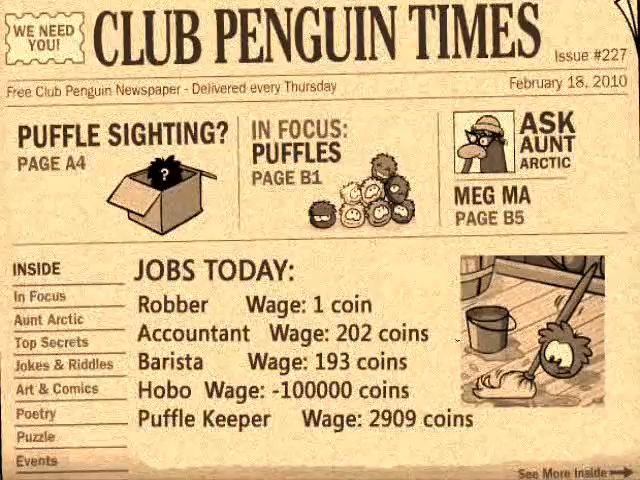 WE NEED
YOU!
CLUB PENGUIN TIMES
Issue #227
Free Club Penguin Newspaper - Delivered every Thursday
February 18, 2010
PUFFLE SIGHTING?
PAGE A4
?
IN FOCUS:
PUFFLES
PAGE B1
ASK
AUNT
ARCTIC
MEG MA
PAGE B5
INSIDE
In Focus
Aunt Arctic
Top Secrets
Jokes & Riddles
Art & Comics
Poetry
Puzzle
Events
JOBS TODAY:
Robber Wage: 1 coin
Accountant Wage: 202 coins
Barista Wage: 193 coins
Hobo Wage: -100000 coins
Puffle Keeper Wage: 2909 coins
See More Inside